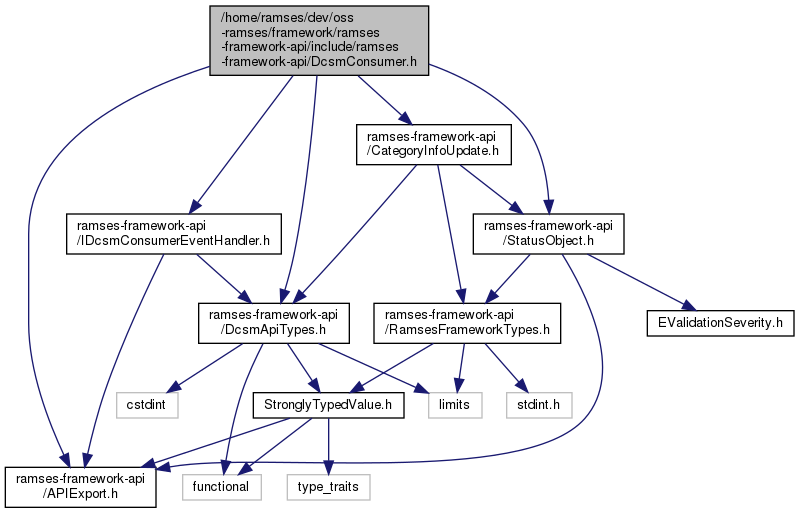 /home/ramses/dev/oss
-ramses/framework/ramses
-framework-api/include/ramses
-framework-api/DcsmConsumer.h
ramses-framework-api
/CategoryInfoUpdate.h
ramses-framework-api
/IDcsmConsumerEventHandler.h
ramses-framework-api
/StatusObject.h
ramses-framework-api
/DcsmApiTypes.h
ramses-framework-api
/RamsesFrameworkTypes.h
EValidationSeverity.h
cstdint
StronglyTypedValue.h
limits
stdint.h
ramses-framework-api
/APIExport.h
functional
type_traits